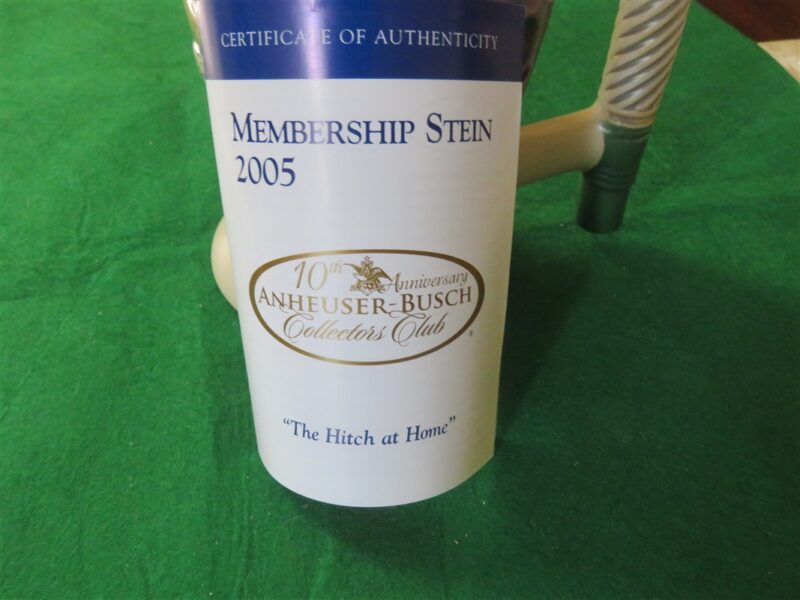 CERTIFICATE OF AUTHENTICITY
MEMBERSHIP STEIN
2005
10th Anniversary
ANHEUSER-BUSCH
Collectors Club
"The Hitch at Home"